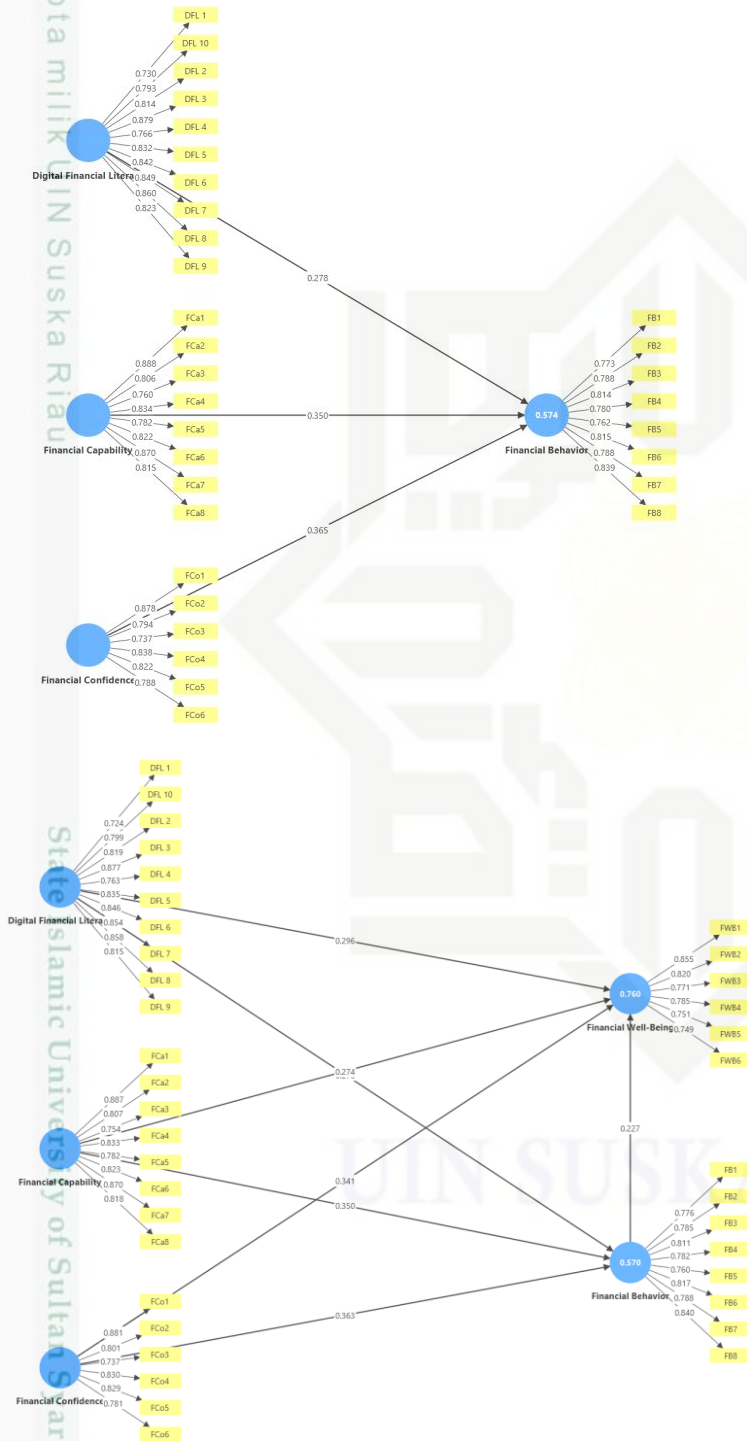 ota milik UIN Suska Riau
State Islamic University of Sultan Syar
DFL 1
DFL 10
DFL 2
DFL 3
DFL 4
DFL 5
DFL 6
DFL 7
DFL 8
DFL 9
0.730
0.793
0.814
0.879
0.766
0.832
0.842
0.849
0.860
0.823
Digital Financial Litera
0.278
FCa1
FCa2
FCa3
FCa4
FCa5
FCa6
FCa7
FCa8
0.888
0.806
0.760
0.834
0.782
0.822
0.870
0.815
Financial Capability
0.350
FB1
FB2
FB3
FB4
FB5
FB6
FB7
FB8
0.773
0.788
0.814
0.780
0.762
0.815
0.788
0.839
0.574
Financial Behavior
0.365
FCo1
FCo2
FCo3
FCo4
FCo5
FCo6
0.878
0.794
0.737
0.838
0.822
0.788
Financial Confidence
DFL 1
DFL 10
DFL 2
DFL 3
DFL 4
DFL 5
DFL 6
DFL 7
DFL 8
DFL 9
0.724
0.799
0.819
0.877
0.763
0.835
0.846
0.854
0.858
0.815
Digital Financial Litera
0.296
FWB1
FWB2
FWB3
FWB4
FWB5
FWB6
0.855
0.820
0.771
0.785
0.751
0.749
0.760
Financial Well-Being
FCa1
FCa2
FCa3
FCa4
FCa5
FCa6
FCa7
FCa8
0.887
0.807
0.754
0.833
0.782
0.823
0.870
0.818
Financial Capability
0.274
0.227
0.341
0.350
UIN SUSKA
FB1
FB2
FB3
FB4
FB5
FB6
FB7
FB8
0.776
0.785
0.811
0.782
0.760
0.817
0.788
0.840
0.570
Financial Behavior
0.363
FCo1
FCo2
FCo3
FCo4
FCo5
FCo6
0.881
0.801
0.737
0.830
0.829
0.781
Financial Confidence